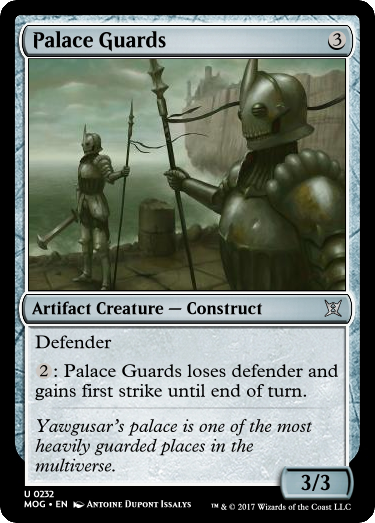 Palace Guards 3
Artifact Creature — Construct
Defender
2 : Palace Guards loses defender and
gains first strike until end of turn.
Yawgusar's palace is one of the most
heavily guarded places in the
multiverse.
3/3
U 0232
MOG • EN Antoine Dupont Issalys
™ & © 2017 Wizards of the Coast LLC